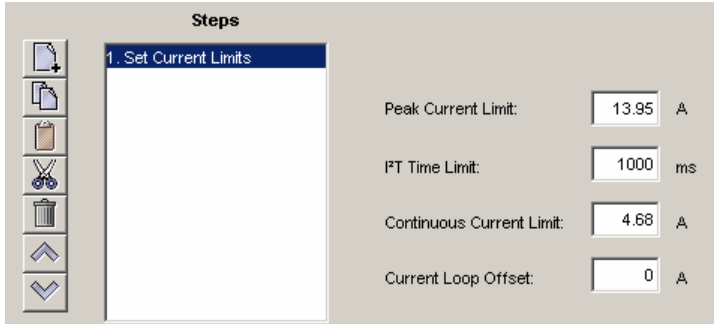 Steps
1. Set Current Limits
Peak Current Limit: 13.95 A
I²T Time Limit: 1000 ms
Continuous Current Limit: 4.68 A
Current Loop Offset: 0 A